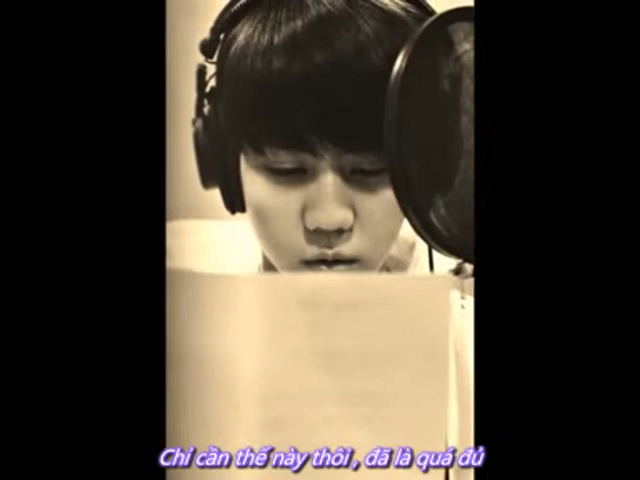 Chỉ cần thế này thôi , đã là quá đủ